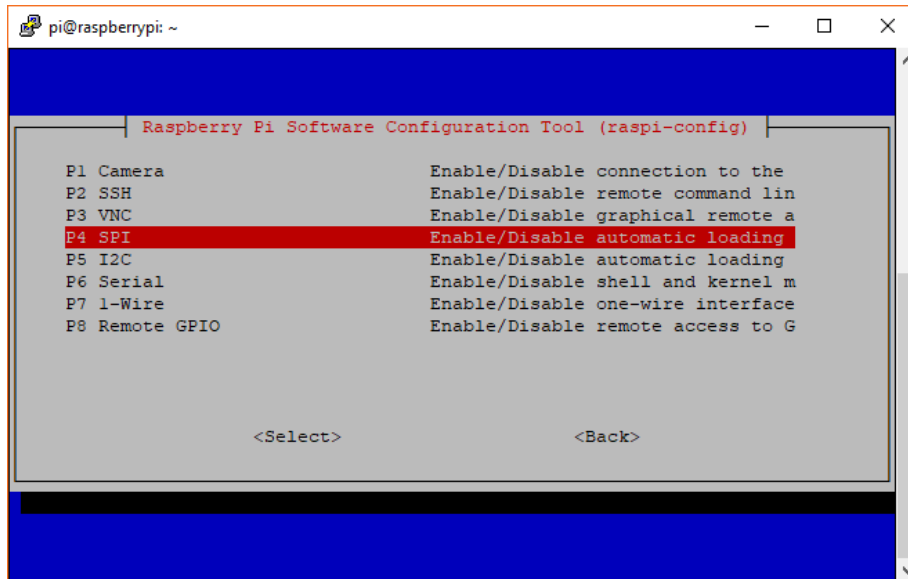 pi@raspberrypi: ~
Raspberry Pi Software Configuration Tool (raspi-config)
P1 Camera Enable/Disable connection to the
P2 SSH Enable/Disable remote command lin
P3 VNC Enable/Disable graphical remote a
P4 SPI Enable/Disable automatic loading
P5 I2C Enable/Disable automatic loading
P6 Serial Enable/Disable shell and kernel m
P7 1-Wire Enable/Disable one-wire interface
P8 Remote GPIO Enable/Disable remote access to G
<Select> <Back>